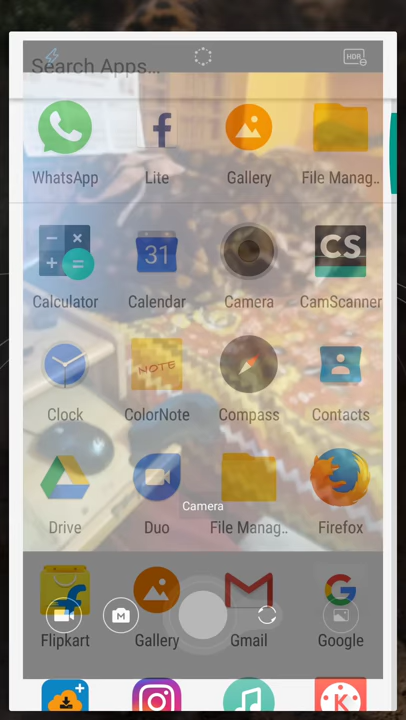 HDR
Search Apps...
WhatsApp
Lite
Gallery
File Manag..
31
CS
Calculator
Calendar
Camera
CamScanner
NOTE
Clock
ColorNote
Compass
Contacts
Camera
Drive
Duo
File Manag..
Firefox
M
Flipkart
Gallery
Gmail
Google
K